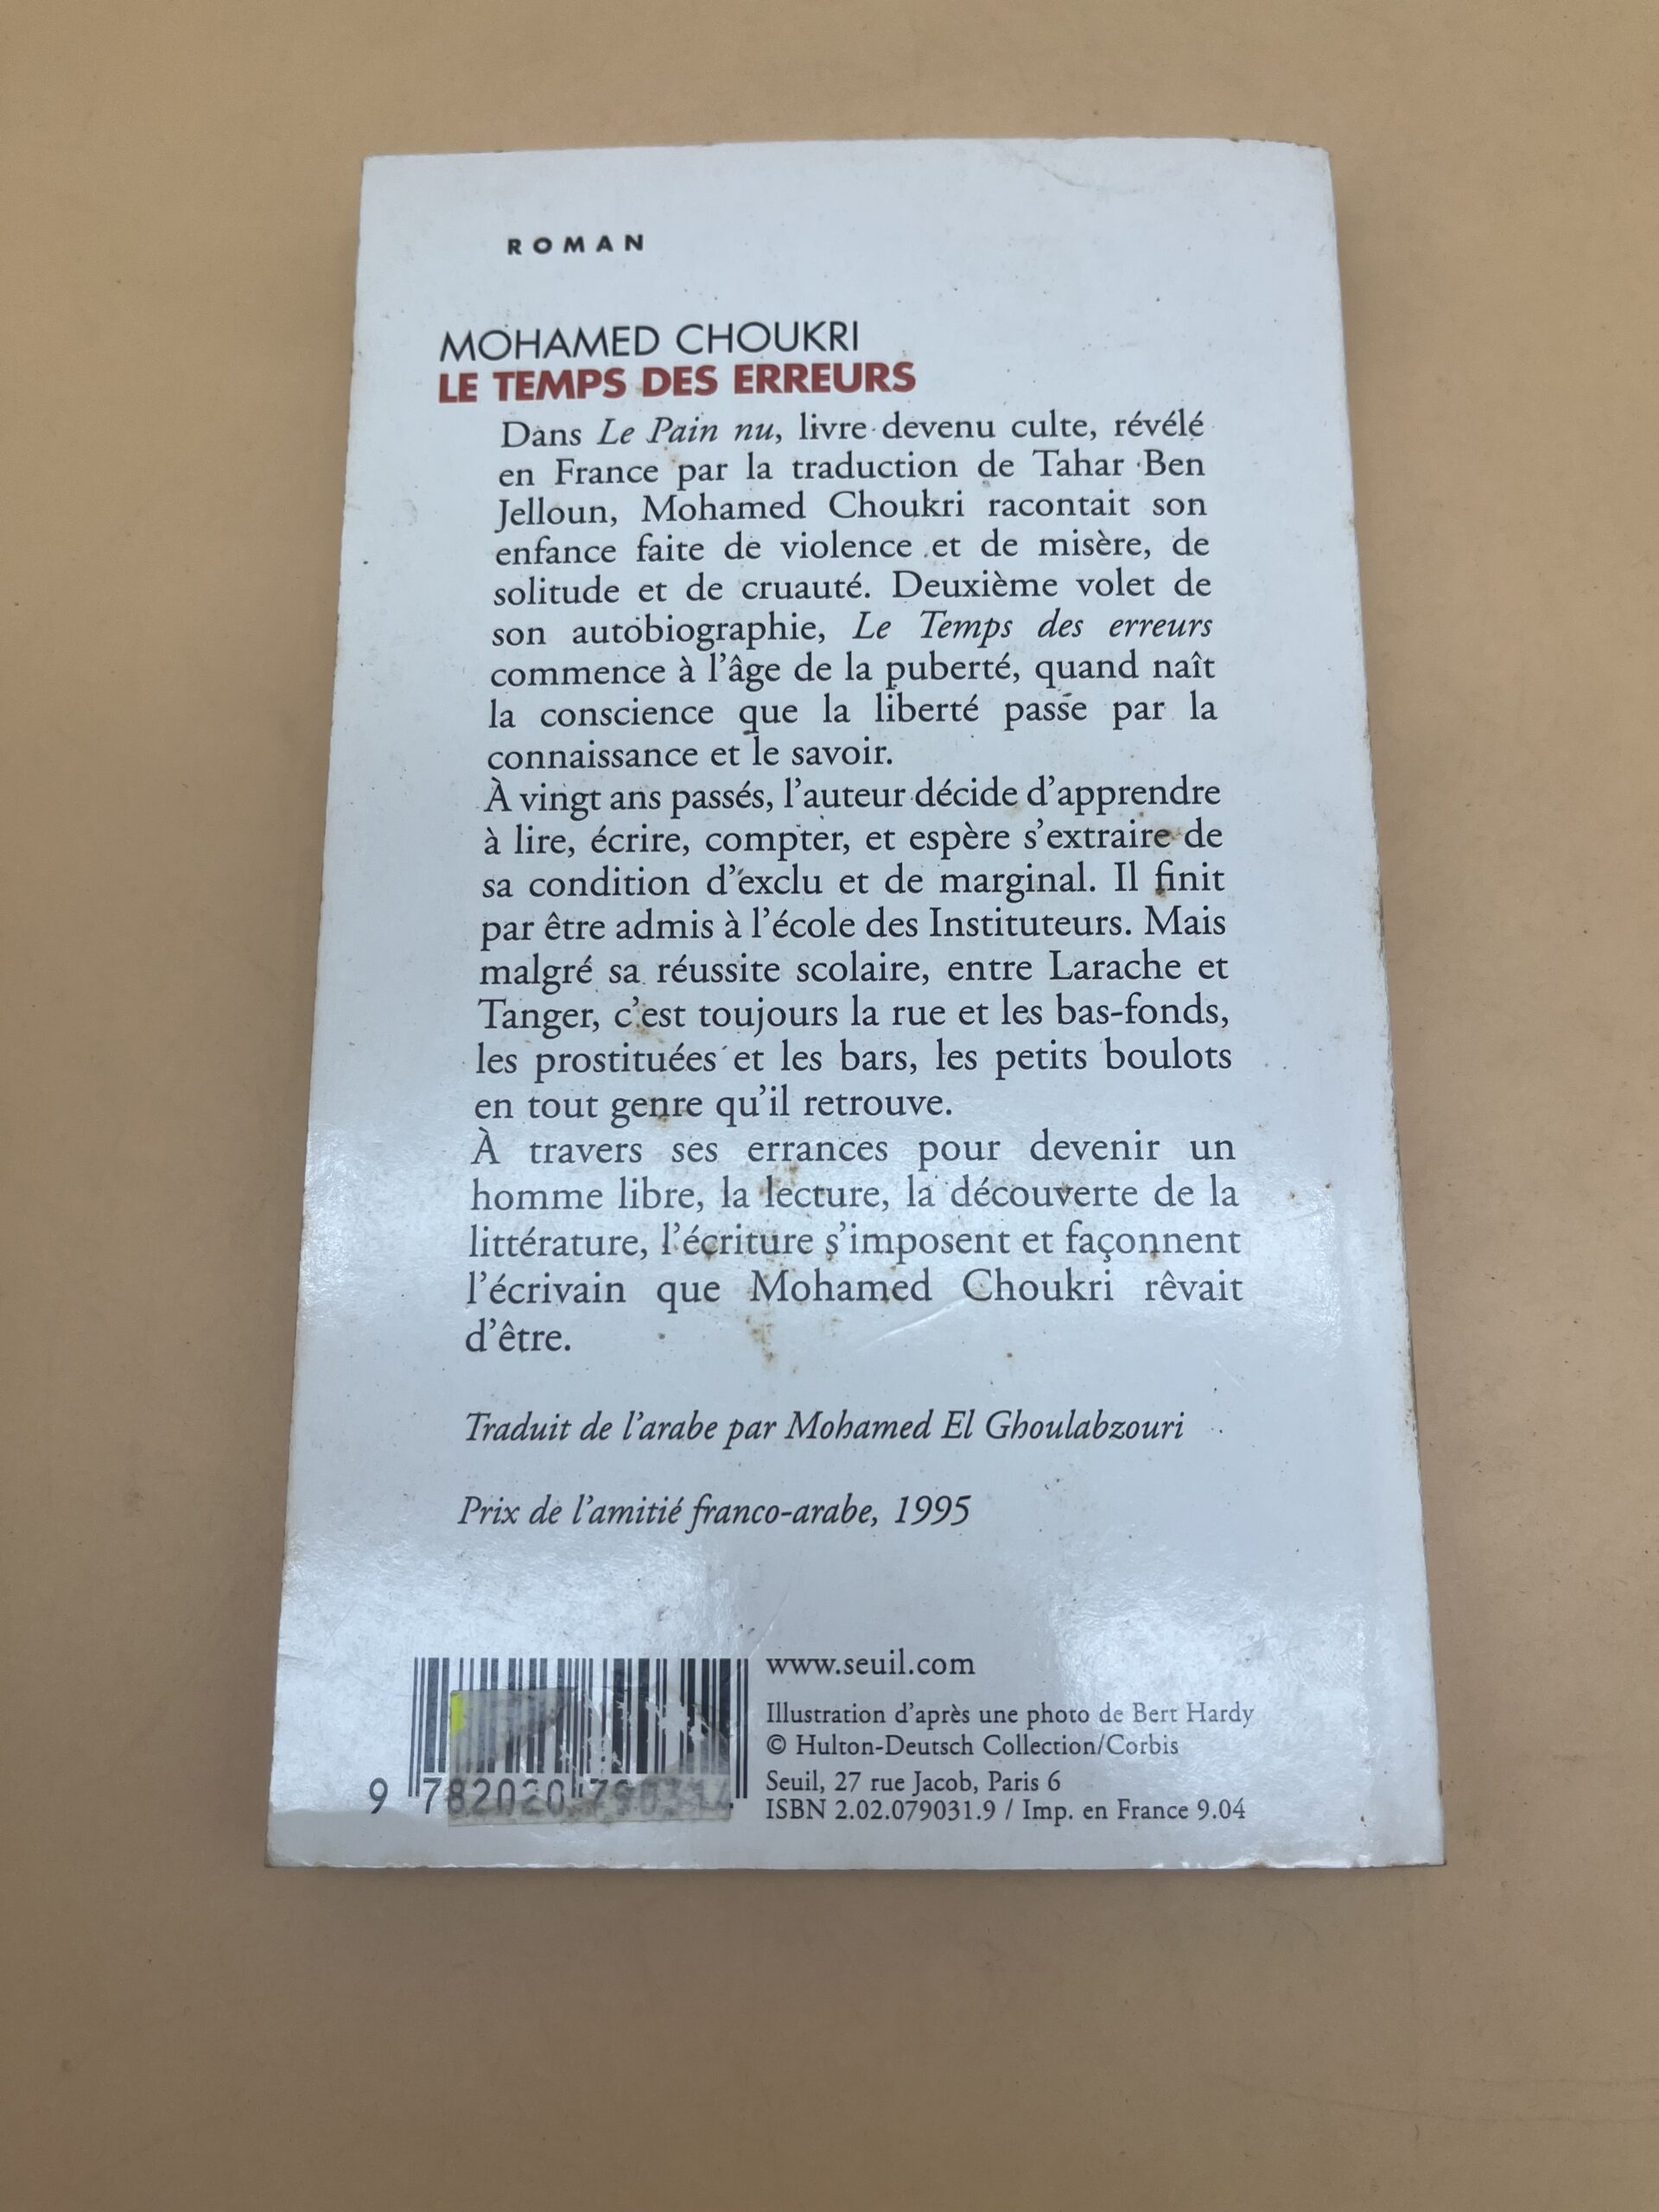 ROMAN
MOHAMED CHOUKRI
LE TEMPS DES ERREURS
Dans Le Pain nu, livre devenu culte, révélé
en France par la traduction de Tahar Ben
Jelloun, Mohamed Choukri racontait son
enfance faite de violence et de misère, de
solitude et de cruauté. Deuxième volet de
son autobiographie, Le Temps des erreurs
commence à l'âge de la puberté, quand naît
la conscience que la liberté passe par la
connaissance et le savoir.
À vingt ans passés, l'auteur décide d'apprendre
à lire, écrire, compter, et espère s'extraire de
sa condition d'exclu et de marginal. Il finit
par être admis à l'école des Instituteurs. Mais
malgré sa réussite scolaire, entre Larache et
Tanger, c'est toujours la rue et les bas-fonds,
les prostituées et les bars, les petits boulots
en tout genre qu'il retrouve.
À travers ses errances pour devenir un
homme libre, la lecture, la découverte de la
littérature, l'écriture s'imposent et façonnent
l'écrivain que Mohamed Choukri rêvait
d'être.
Traduit de l'arabe par Mohamed El Ghoulabzouri
Prix de l'amitié franco-arabe, 1995
www.seuil.com
Illustration d'après une photo de Bert Hardy
© Hulton-Deutsch Collection/Corbis
Seuil, 27 rue Jacob, Paris 6
ISBN 2.02.079031.9 / Imp. en France 9.04
9 782020 790314